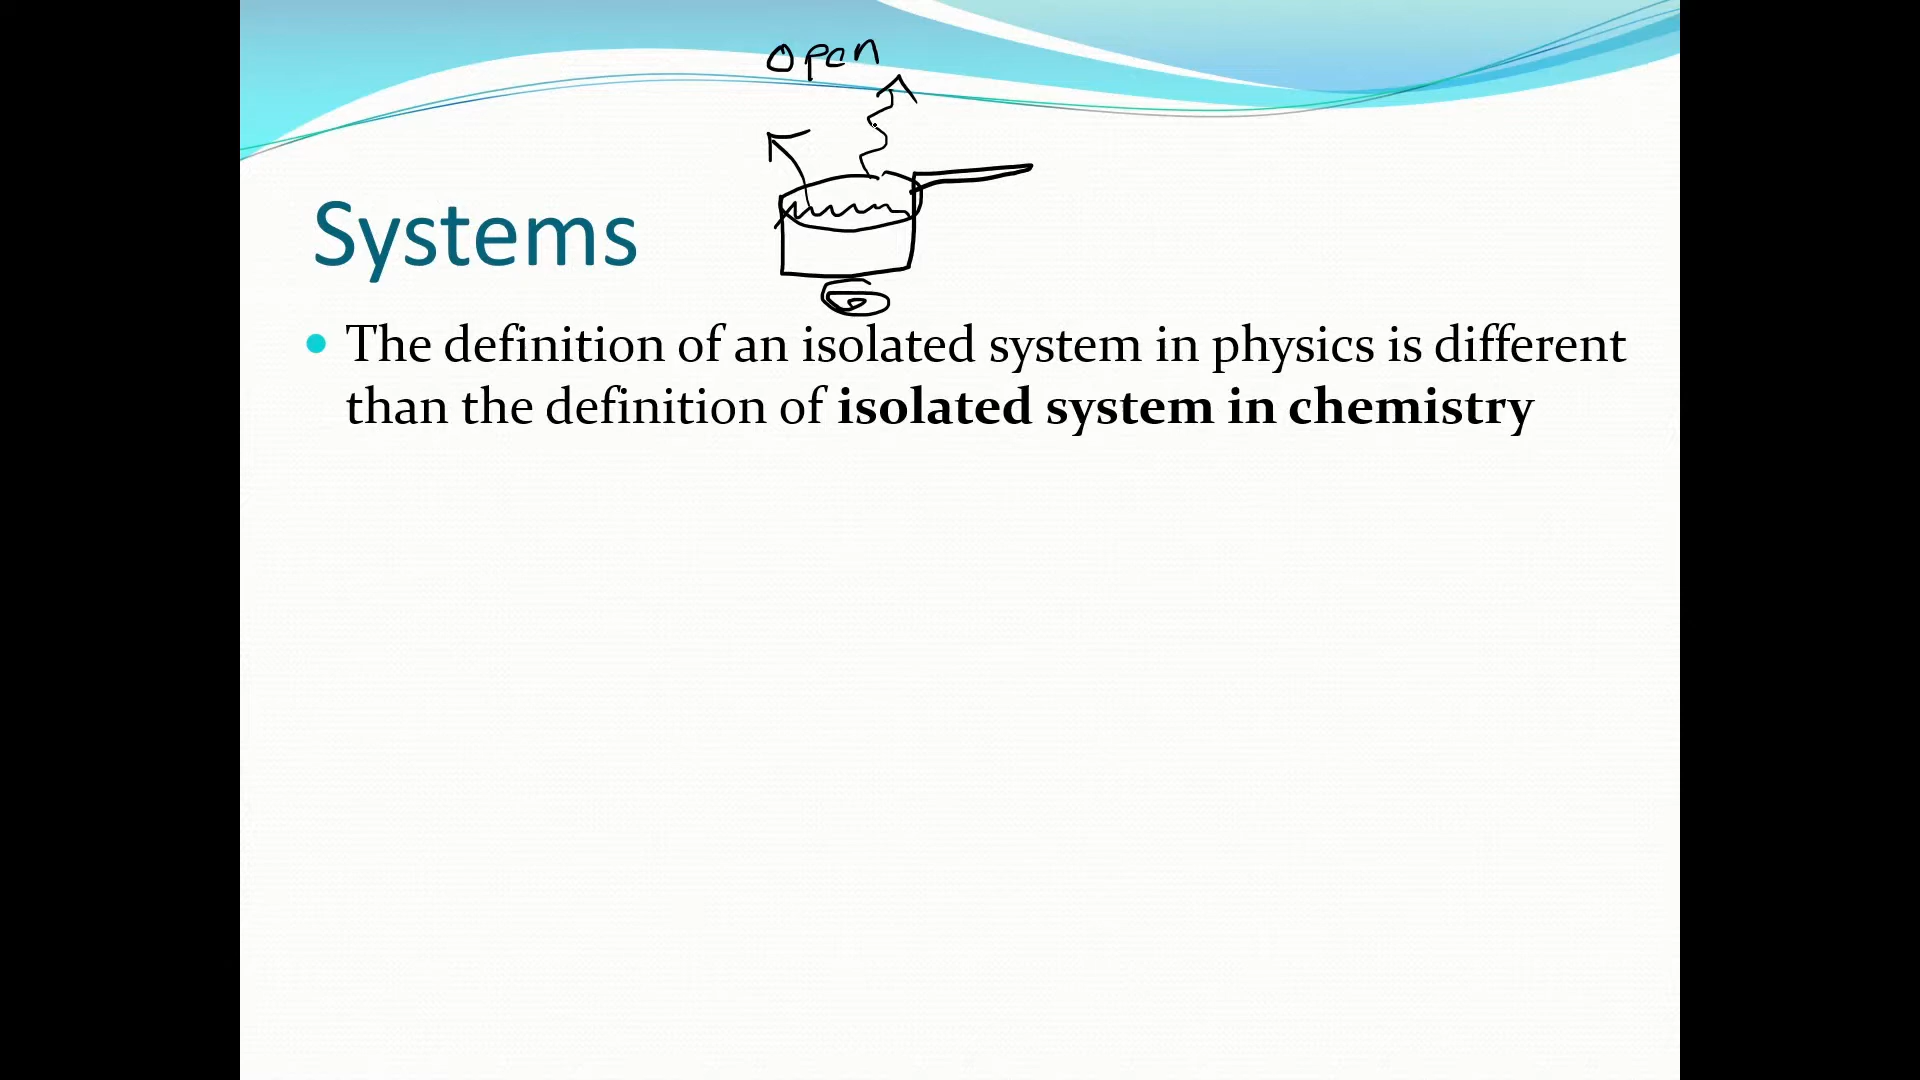 open
Systems
The definition of an isolated system in physics is different
than the definition of isolated system in chemistry